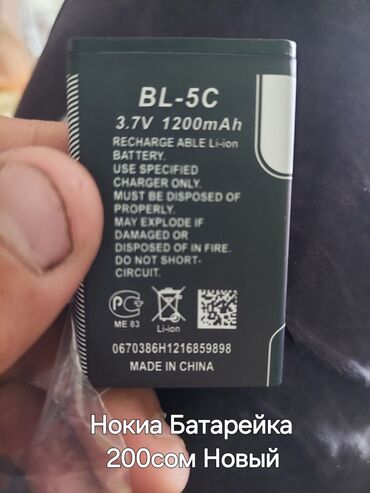 BL-5C
3.7V 1200mAh
RECHARGE ABLE Li-ion
BATTERY.
USE SPECIFIED
CHARGER ONLY.
MUST BE DISPOSED OF
PROPERLY.
MAY EXPLODE IF
DAMAGED OR
DISPOSED OF IN FIRE.
DO NOT SHORT-
CIRCUIT.
ME 83
Li-ion
0670386H1216859898
MADE IN CHINA
Нокиа Батарейка
200сом Новый